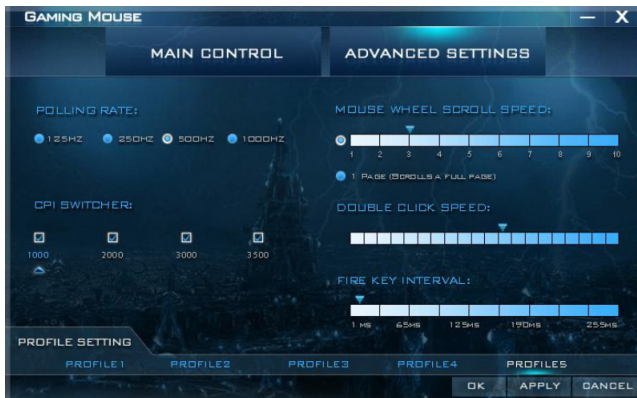 GAMING MOUSE — X
MAIN CONTROL ADVANCED SETTINGS
POLLING RATE:
125HZ 250HZ 500HZ 1000HZ
MOUSE WHEEL SCROLL SPEED:
1 2 3 4 5 6 7 8 9 10
1 PAGE (SCROLLS A FULL PAGE)
CPI SWITCHER:
1000 2000 3000 3500
DOUBLE CLICK SPEED:
FIRE KEY INTERVAL:
1 MS 65MS 125MS 190MS 255MS
PROFILE SETTING
PROFILE1 PROFILE2 PROFILE3 PROFILE4 PROFILE5
OK APPLY CANCEL